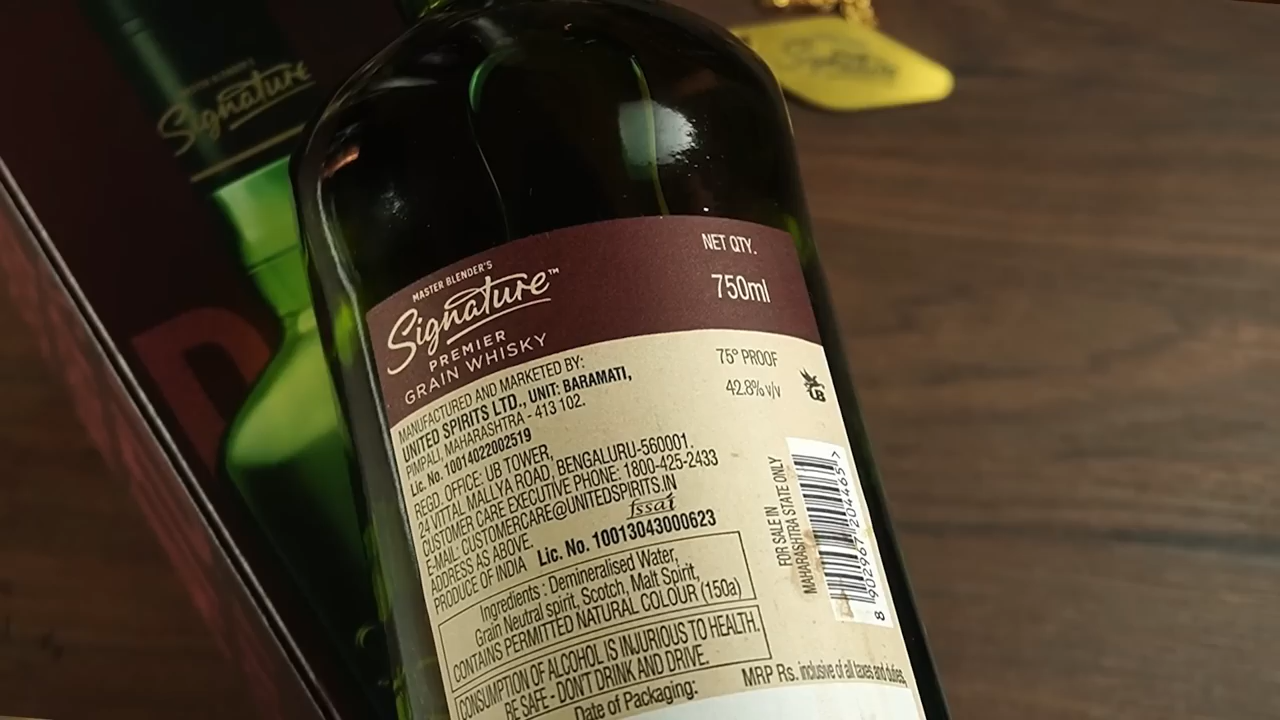 Signature
Signature
MASTER BLENDER'S
Signature™
PREMIER
GRAIN WHISKY
NET QTY.
750ml
75° PROOF
42.8% v/v
UB
MANUFACTURED AND MARKETED BY:
UNITED SPIRITS LTD., UNIT: BARAMATI,
PIMPALI, MAHARASHTRA - 413 102.
Lic. No. 10014022002519
REGD. OFFICE: UB TOWER,
24 VITTAL MALLYA ROAD, BENGALURU-560001.
CUSTOMER CARE EXECUTIVE PHONE: 1800-425-2433
E-MAIL: CUSTOMERCARE@UNITEDSPIRITS.IN
ADDRESS AS ABOVE.
PRODUCE OF INDIA
fssai
Lic. No. 10013043000623
Ingredients : Demineralised Water,
Grain Neutral spirit, Scotch, Malt Spirit,
CONTAINS PERMITTED NATURAL COLOUR (150a)
CONSUMPTION OF ALCOHOL IS INJURIOUS TO HEALTH.
BE SAFE - DON'T DRINK AND DRIVE.
Date of Packaging:
MRP Rs. inclusive of all taxes and duties.
FOR SALE IN
MAHARASHTRA STATE ONLY
8 902967 204465 >